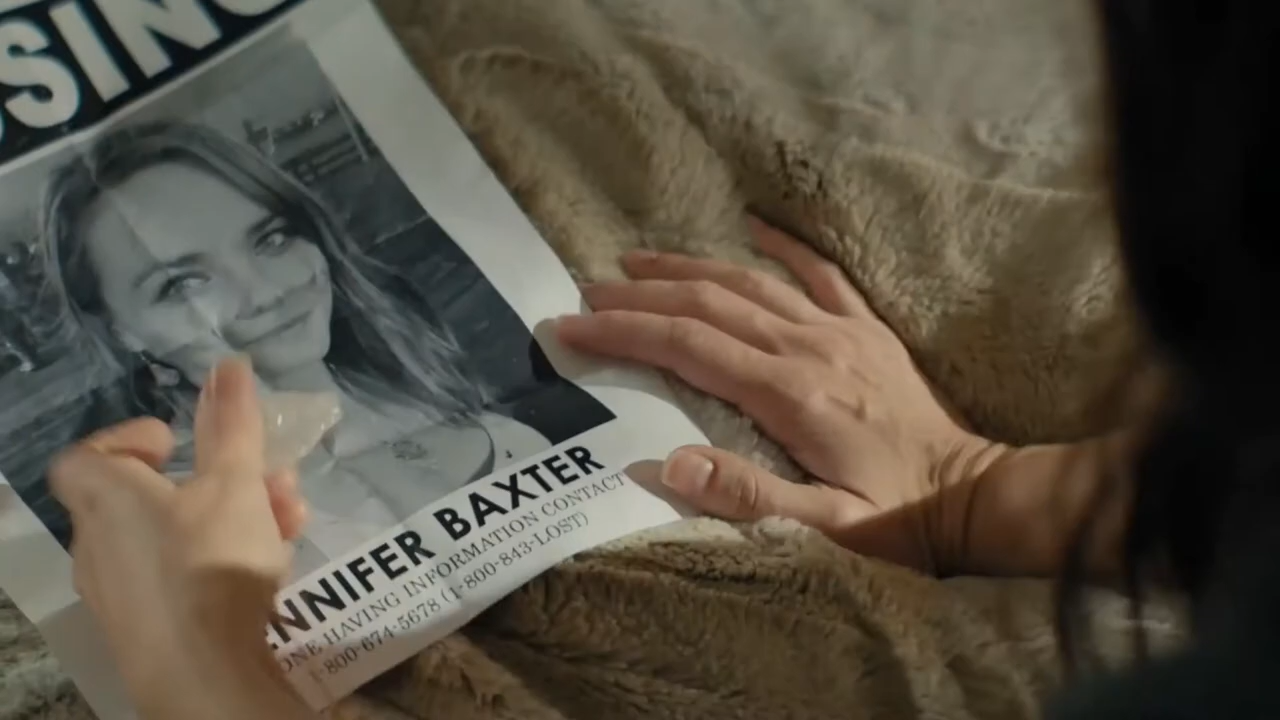 SSING
ENNIFER BAXTER
ONE HAVING INFORMATION CONTACT
1-800-674-5678 (1-800-843-LOST)